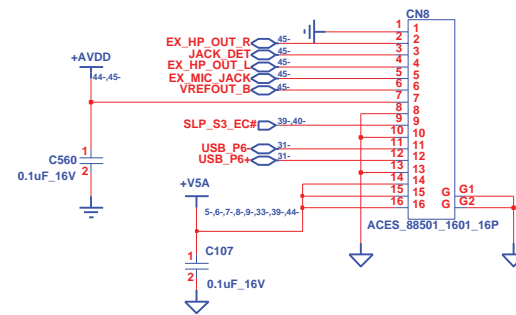 CN8
1 1
EX_HP_OUT_R 45- 2 2
JACK_DET 45- 3 3
EX_HP_OUT_L 45- 4 4
EX_MIC_JACK 45- 5 5
VREFOUT_B 45- 6 6
+AVDD
44-,45-
7 7
8 8
SLP_S3_EC# 39-,40- 9 9
10 10
USB_P6- 31- 11 11
USB_P6+ 31- 12 12
13 13
14 14
15 15 G G1
16 16 G G2
ACES_88501_1601_16P
1
C560
2
0.1uF_16V
+V5A
5-,6-,7-,8-,9-,33-,39-,44-
C107
1
2
0.1uF_16V